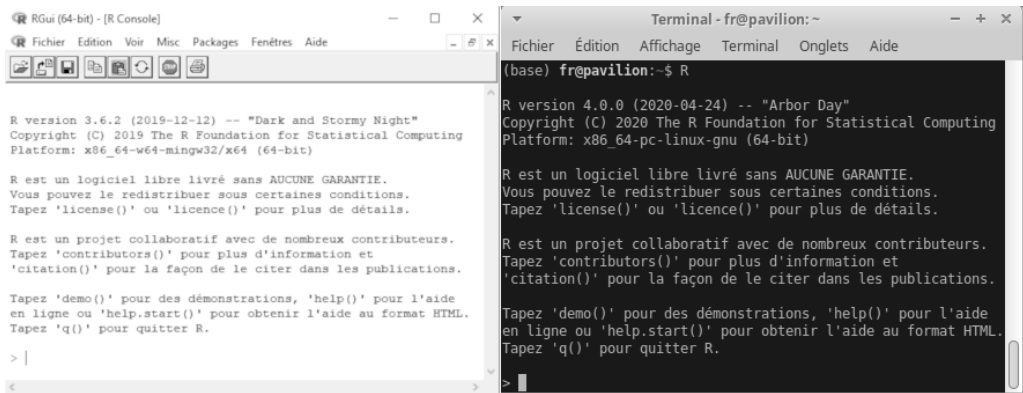 RGui (64-bit) - [R Console]
Fichier Edition Voir Misc Packages Fenêtres Aide
R version 3.6.2 (2019-12-12) -- "Dark and Stormy Night"
Copyright (C) 2019 The R Foundation for Statistical Computing
Platform: x86_64-w64-mingw32/x64 (64-bit)
R est un logiciel libre livré sans AUCUNE GARANTIE.
Vous pouvez le redistribuer sous certaines conditions.
Tapez 'license()' ou 'licence()' pour plus de détails.
R est un projet collaboratif avec de nombreux contributeurs.
Tapez 'contributors()' pour plus d'information et
'citation()' pour la façon de le citer dans les publications.
Tapez 'demo()' pour des démonstrations, 'help()' pour l'aide
en ligne ou 'help.start()' pour obtenir l'aide au format HTML.
Tapez 'q()' pour quitter R.
>
Terminal - fr@pavilion: ~
Fichier Édition Affichage Terminal Onglets Aide
(base) fr@pavilion:~$ R
R version 4.0.0 (2020-04-24) -- "Arbor Day"
Copyright (C) 2020 The R Foundation for Statistical Computing
Platform: x86_64-pc-linux-gnu (64-bit)
R est un logiciel libre livré sans AUCUNE GARANTIE.
Vous pouvez le redistribuer sous certaines conditions.
Tapez 'license()' ou 'licence()' pour plus de détails.
R est un projet collaboratif avec de nombreux contributeurs.
Tapez 'contributors()' pour plus d'information et
'citation()' pour la façon de le citer dans les publications.
Tapez 'demo()' pour des démonstrations, 'help()' pour l'aide
en ligne ou 'help.start()' pour obtenir l'aide au format HTML.
Tapez 'q()' pour quitter R.
>